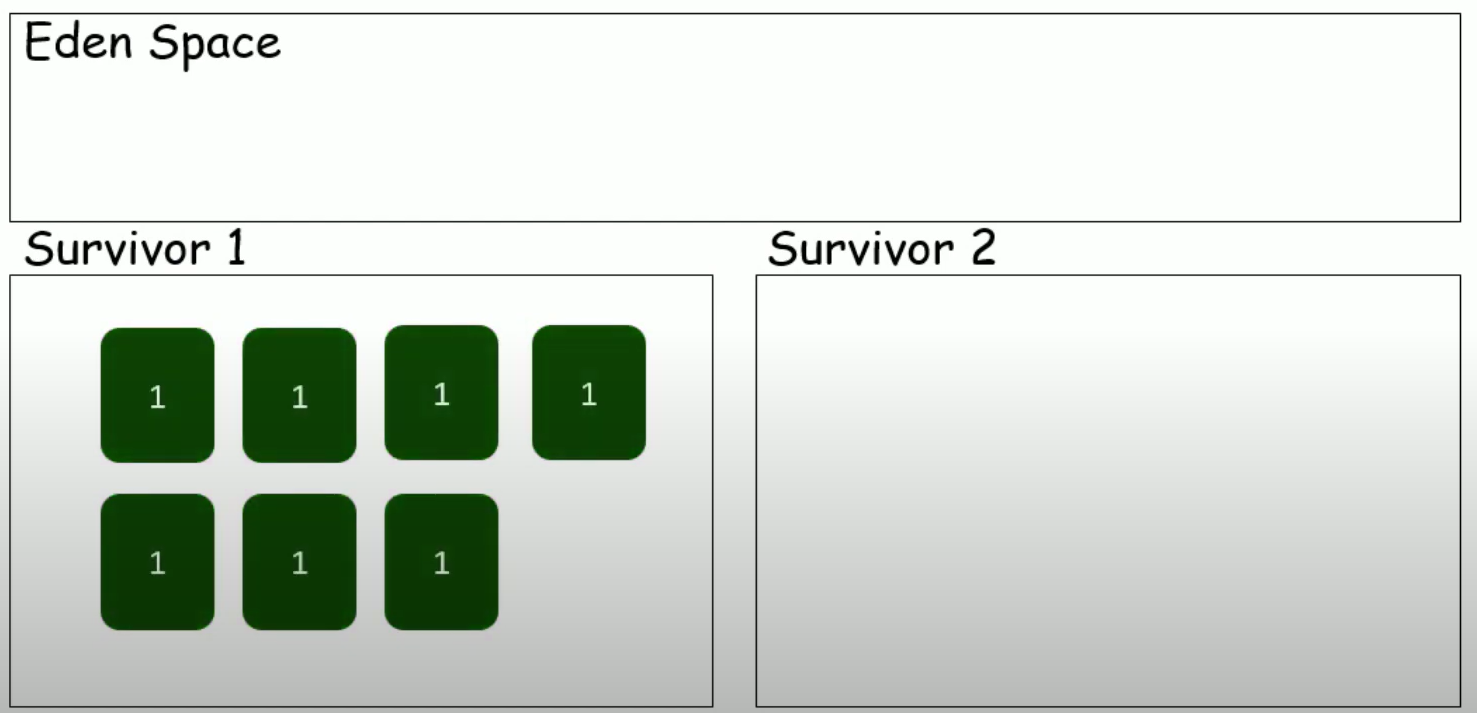 Eden Space
Survivor 1
Survivor 2
1 1 1 1
1 1 1